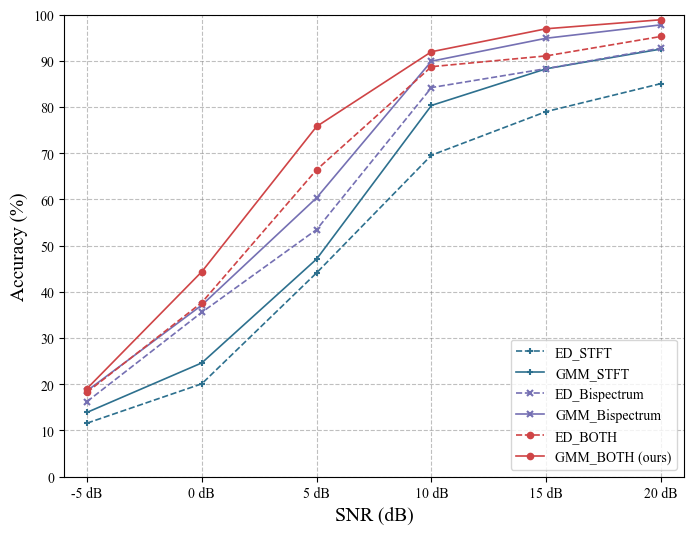 100
90
80
70
60
50
40
30
20
10
0
Accuracy (%)
-5 dB
0 dB
5 dB
10 dB
15 dB
20 dB
SNR (dB)
ED_STFT
GMM_STFT
ED_Bispectrum
GMM_Bispectrum
ED_BOTH
GMM_BOTH (ours)